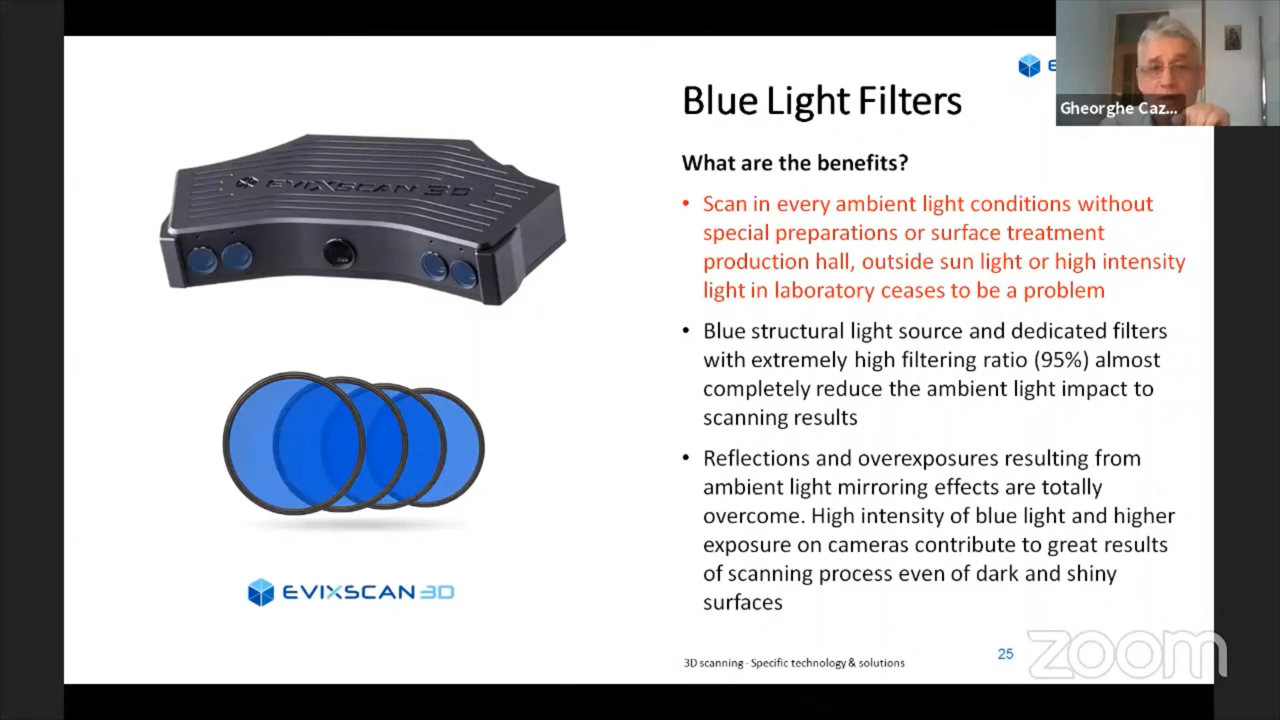 Blue Light Filters
Gheorghe Caz...
What are the benefits?
• Scan in every ambient light conditions without
special preparations or surface treatment
production hall, outside sun light or high intensity
light in laboratory ceases to be a problem
• Blue structural light source and dedicated filters
with extremely high filtering ratio (95%) almost
completely reduce the ambient light impact to
scanning results
• Reflections and overexposures resulting from
ambient light mirroring effects are totally
overcome. High intensity of blue light and higher
exposure on cameras contribute to great results
of scanning process even of dark and shiny
surfaces
EVIXSCAN 3D
EVIXSCAN 3D
3D scanning - Specific technology & solutions
25
zoom